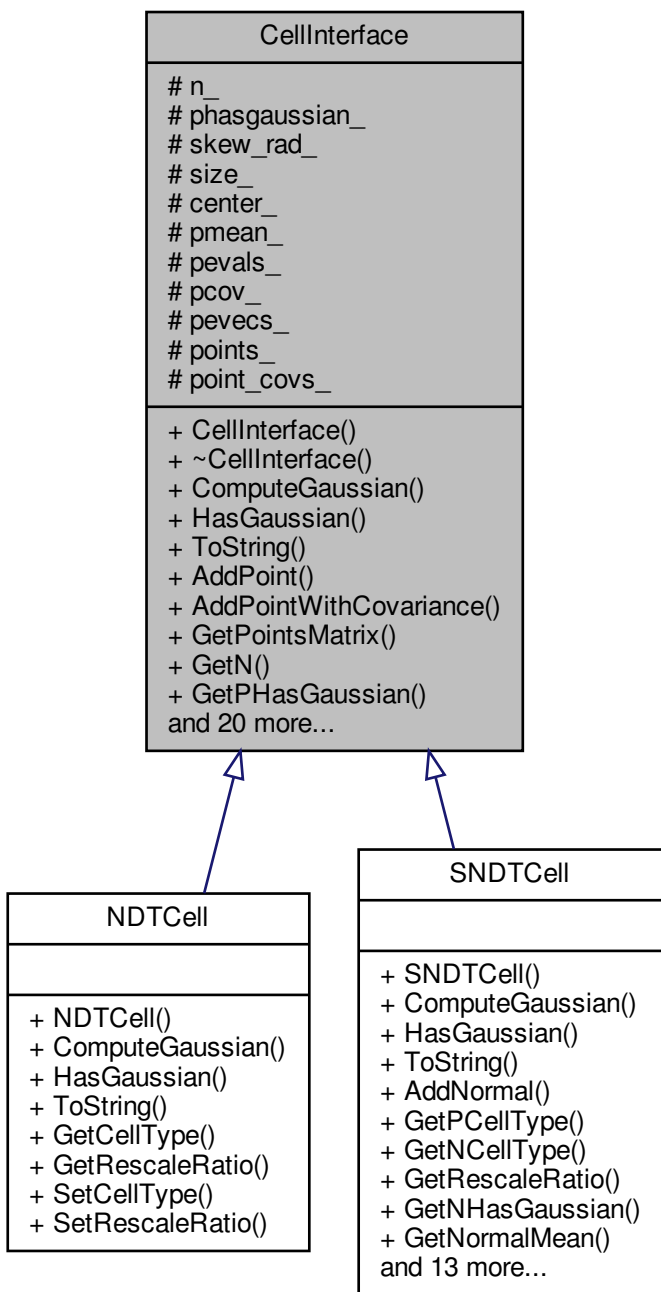 CellInterface
# n_
# phasgaussian_
# skew_rad_
# size_
# center_
# pmean_
# pevals_
# pcov_
# pevecs_
# points_
# point_covs_
+ CellInterface()
+ ~CellInterface()
+ ComputeGaussian()
+ HasGaussian()
+ ToString()
+ AddPoint()
+ AddPointWithCovariance()
+ GetPointsMatrix()
+ GetN()
+ GetPHasGaussian()
and 20 more...
NDTCell
+ NDTCell()
+ ComputeGaussian()
+ HasGaussian()
+ ToString()
+ GetCellType()
+ GetRescaleRatio()
+ SetCellType()
+ SetRescaleRatio()
SNDTCell
+ SNDTCell()
+ ComputeGaussian()
+ HasGaussian()
+ ToString()
+ AddNormal()
+ GetPCellType()
+ GetNCellType()
+ GetRescaleRatio()
+ GetNHasGaussian()
+ GetNormalMean()
and 13 more...